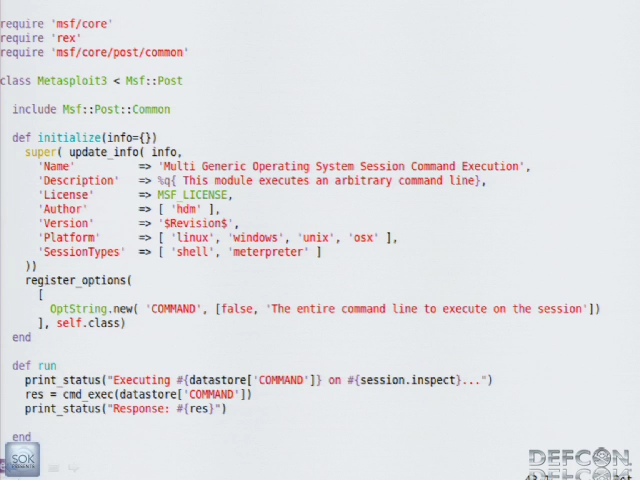 require 'msf/core'
require 'rex'
require 'msf/core/post/common'
class Metasploit3 < Msf::Post
include Msf::Post::Common
def initialize(info={})
super( update_info( info,
'Name' => 'Multi Generic Operating System Session Command Execution',
'Description' => %q{ This module executes an arbitrary command line},
'License' => MSF_LICENSE,
'Author' => [ 'hdm' ],
'Version' => '$Revision$',
'Platform' => [ 'linux', 'windows', 'unix', 'osx' ],
'SessionTypes' => [ 'shell', 'meterpreter' ]
))
register_options(
[
OptString.new( 'COMMAND', [false, 'The entire command line to execute on the session'])
], self.class)
end
def run
print_status("Executing #{datastore['COMMAND']} on #{session.inspect}...")
res = cmd_exec(datastore['COMMAND'])
print_status("Response: #{res}")
end
SOK
DEFCON